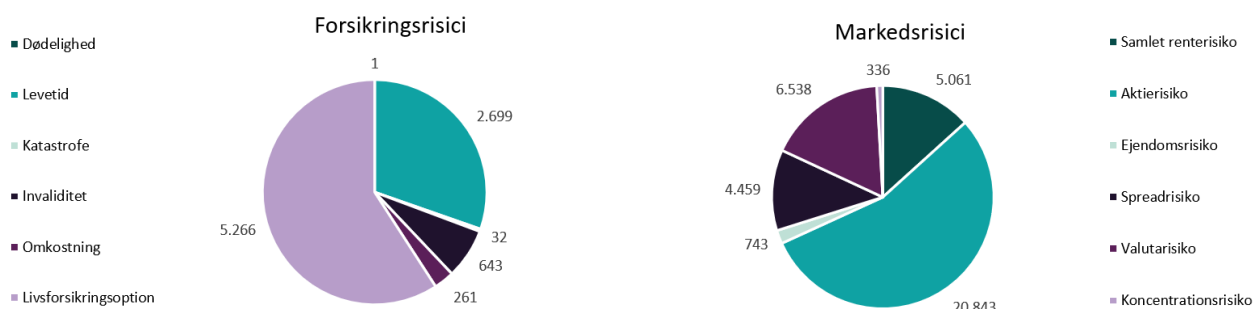 Forsikringsrisici
Dødelighed
Levetid
Katastrofe
Invaliditet
Omkostning
Livsforsikringsoption
1
2.699
32
643
261
5.266
Markedsrisici
336
5.061
6.538
4.459
743
20.843
Samlet renterisiko
Aktierisiko
Ejendomsrisiko
Spreadrisiko
Valutarisiko
Koncentrationsrisiko